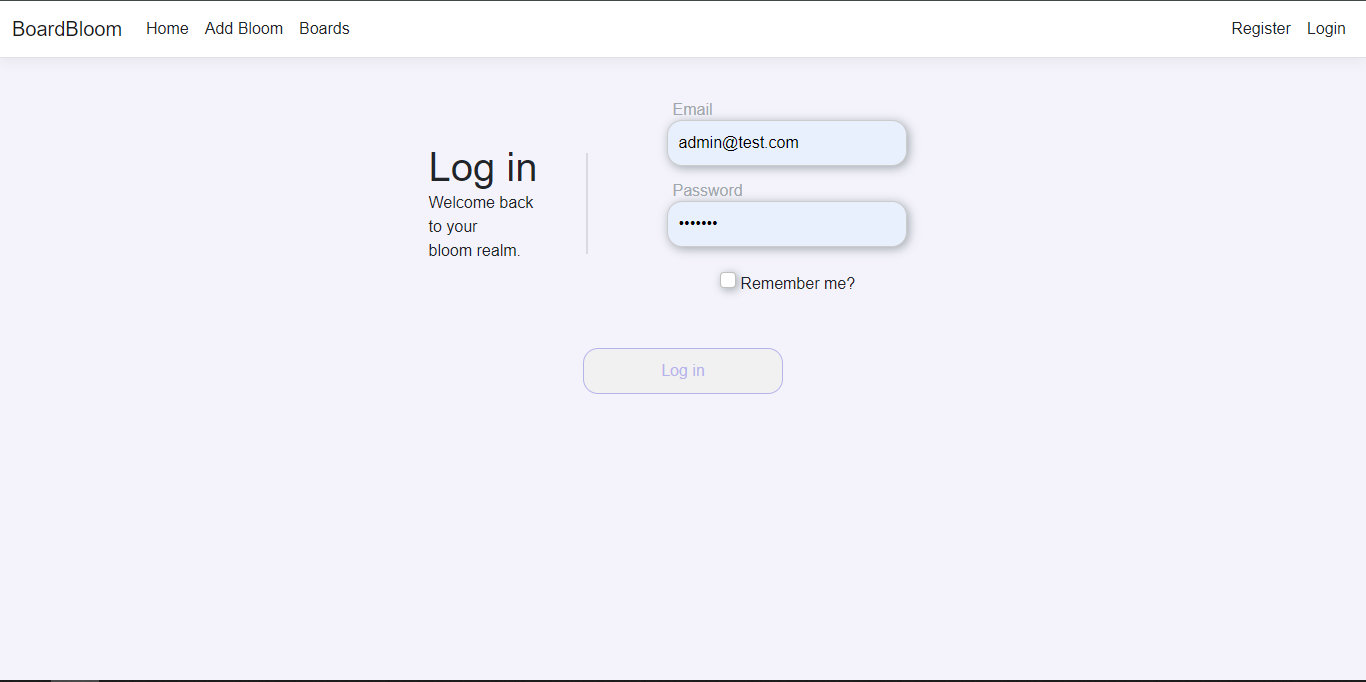 BoardBloom Home Add Bloom Boards Register Login
Email
admin@test.com
Log in
Welcome back
to your
bloom realm.
Password
•••••••
Remember me?
Log in